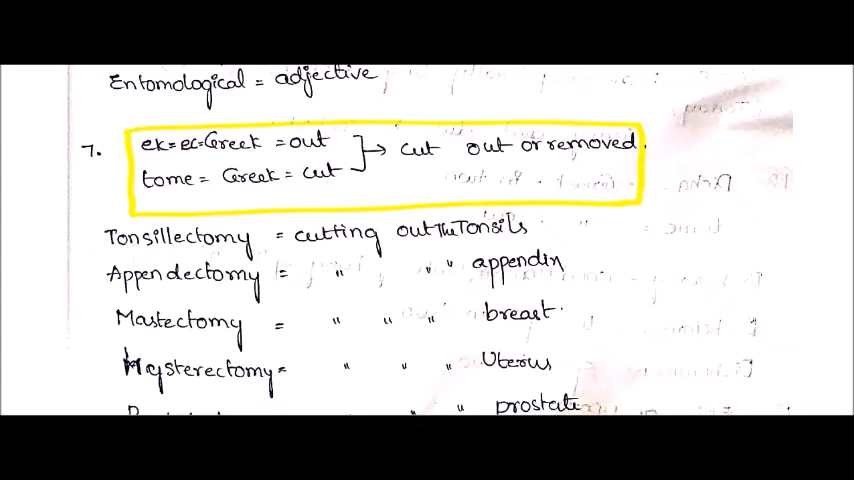 Entomological = adjective
7. ek = ec = Greek = out
tome = Greek = cut → cut out or removed.
Tonsillectomy = cutting out the Tonsils
Appendectomy = " " " appendix
Mastectomy = " " " breast.
Hysterectomy = " " " Uterus
" " prostate